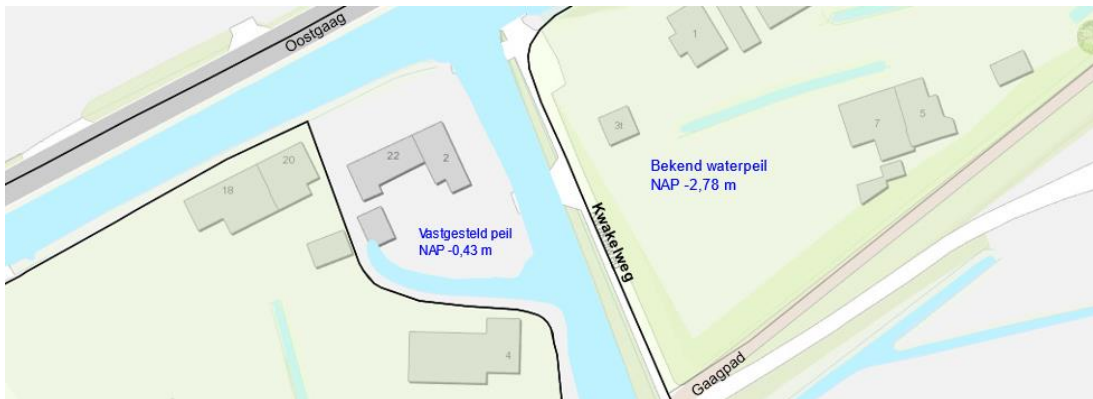 Oostgaag
1
3t
7
5
20
18
22
2
Bekend waterpeil
NAP -2,78 m
Vastgesteld peil
NAP -0,43 m
Kwakelweg
4
Gaagpad